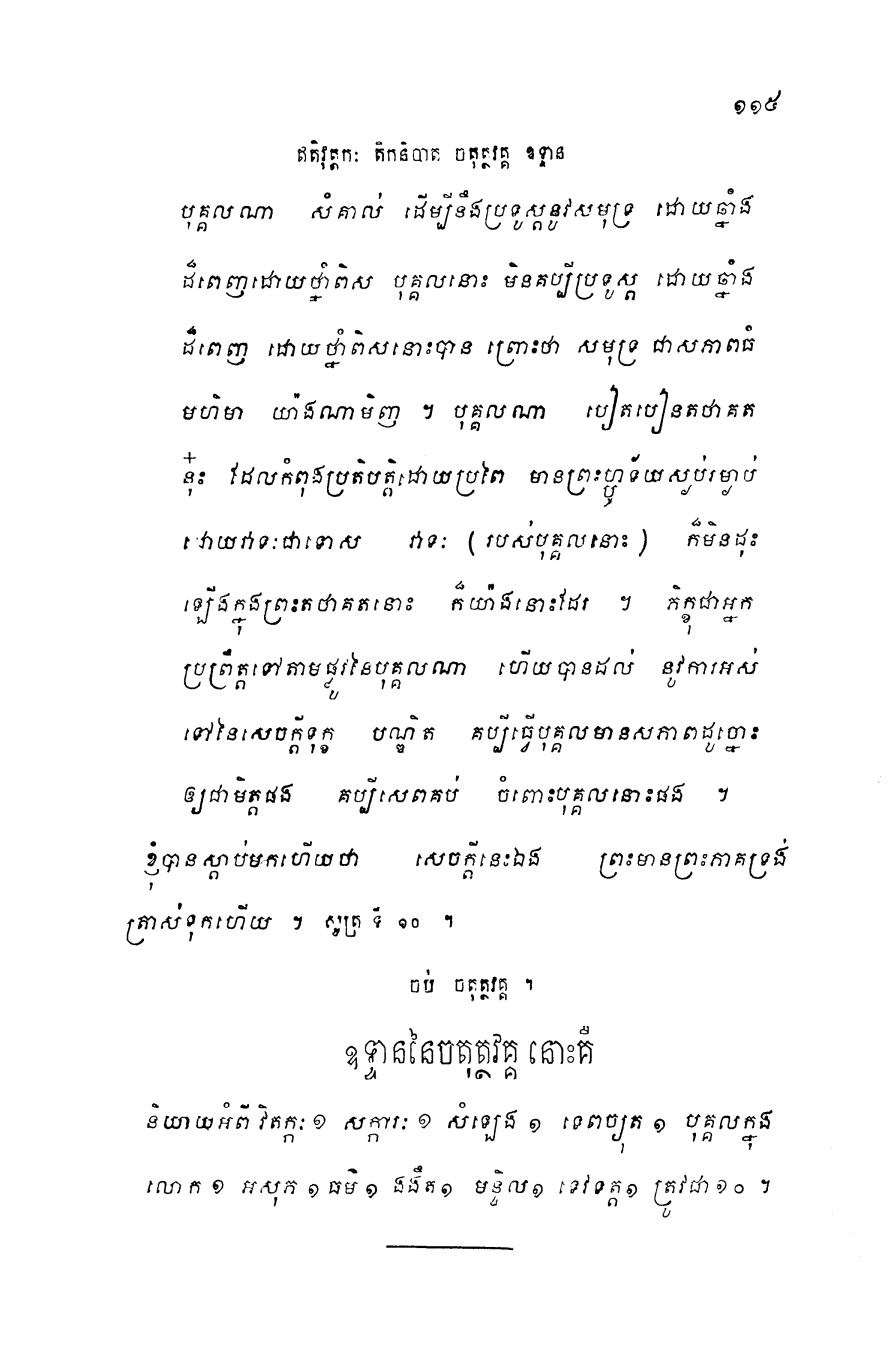 ១១៥
ឥតិវុត្តកៈ តិកនិបាត ចតុត្ថវគ្គ ឧទ្ទាន
បុគ្គលណា សំគាល់ ដើម្បីនឹងប្រទូស្តនូវសមុទ្រ ដោយឆ្នាំង
ដ៏ពេញដោយថ្នាំពិស បុគ្គលនោះ មិនគប្បីប្រទូស្ត ដោយឆ្នាំង
ដ៏ពេញ ដោយថ្នាំពិសនោះបាន ព្រោះថា សមុទ្រ ជាសភាពធំ
មហិមា យ៉ាងណាមិញ ។ បុគ្គលណា បៀតបៀនតថាគត
នុ៎ះ ដែលកំពុងប្រតិបត្តិដោយប្រពៃ មានព្រះហ្ឫទ័យស្ងប់រម្ងាប់
ដោយវាទៈជាទោស វាទៈ (របស់បុគ្គលនោះ) ក៏មិនដុះ
ឡើងក្នុងព្រះតថាគតនោះ ក៏យ៉ាងនោះដែរ ។ ភិក្ខុជាអ្នក
ប្រព្រឹត្តទៅតាមផ្លូវនៃបុគ្គលណា ហើយបានដល់ នូវការអស់
ទៅនៃសេចក្តីទុក្ខ បណ្ឌិត គប្បីធ្វើបុគ្គលមានសភាពដូច្នោះ
ឲ្យជាមិត្តផង គប្បីសេពគប់ ចំពោះបុគ្គលនោះផង ។
ខ្ញុំបានស្តាប់មកហើយថា សេចក្តីនេះឯង ព្រះមានព្រះភាគទ្រង់
ត្រាស់ទុកហើយ ។ សូត្រ ទី ១០ ។
ចប់ ចតុត្ថវគ្គ ។
ឧទ្ទាននៃចតុត្ថវគ្គ នោះគឺ
និយាយអំពីវិតក្កៈ ១ សក្ការៈ ១ សំឡេង ១ ទេពច្យុត ១ បុគ្គលក្នុង
លោក ១ អសុភ ១ ធម៌ ១ ងងឹត ១ មន្ទិល ១ ទេវទត្ត ១ ត្រូវជា ១០ ។